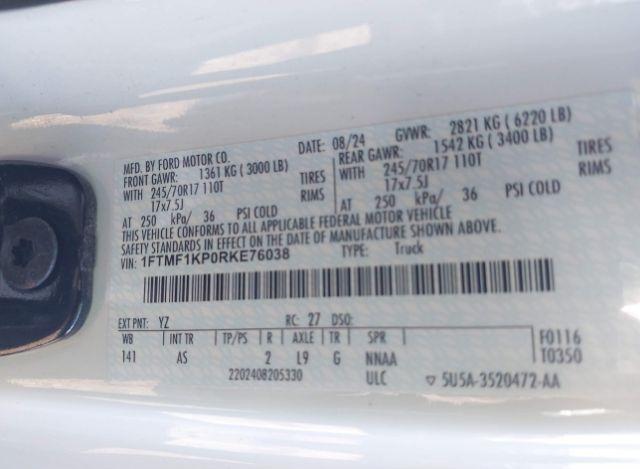 MFD. BY FORD MOTOR CO. DATE: 08/24 GVWR: 2821 KG ( 6220 LB)
FRONT GAWR: 1361 KG ( 3000 LB) REAR GAWR: 1542 KG ( 3400 LB)
WITH 245/70R17 110T TIRES WITH 245/70R17 110T TIRES
17x7.5J RIMS 17x7.5J RIMS
AT 250 kPa/ 36 PSI COLD AT 250 kPa/ 36 PSI COLD
THIS VEHICLE CONFORMS TO ALL APPLICABLE FEDERAL MOTOR VEHICLE
SAFETY STANDARDS IN EFFECT ON THE DATE OF MANUFACTURE SHOWN ABOVE.
VIN: 1FTMF1KP0RKE76038 TYPE: Truck
EXT PNT: YZ RC: 27 DSO:
WB INT TR TP/PS R AXLE TR SPR F0116
141 AS 2 L9 G NNAA T0350
2202408205330 ULC ▽ 5U5A-3520472-AA